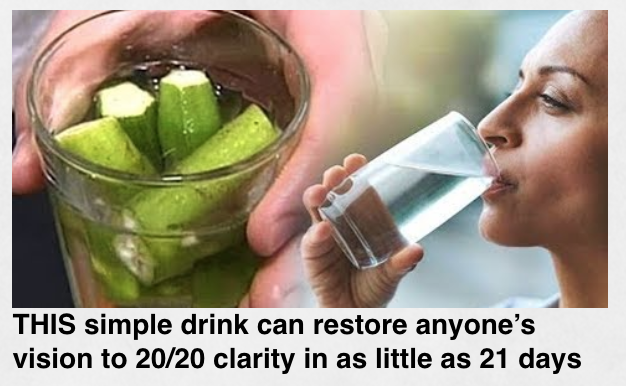 THIS simple drink can restore anyone’s
vision to 20/20 clarity in as little as 21 days